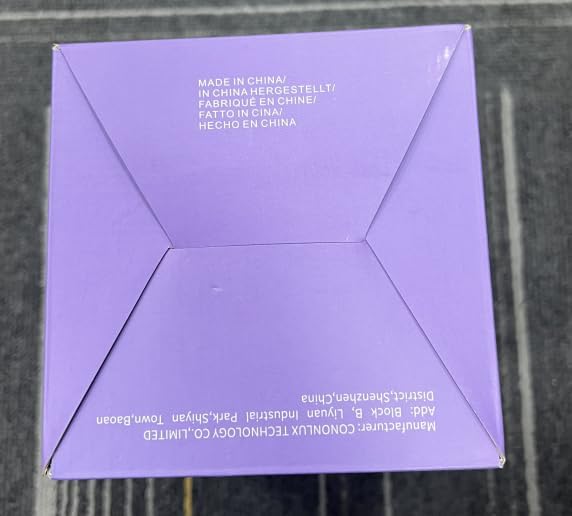 MADE IN CHINA/
IN CHINA HERGESTELLT/
FABRIQUÉ EN CHINE/
FATTO IN CINA/
HECHO EN CHINA
Manufacturer: CONONLUX TECHNOLOGY CO.,LIMITED
Add: Block B, Liyuan Industrial Park,Shiyan Town,Baoan
District,Shenzhen,China